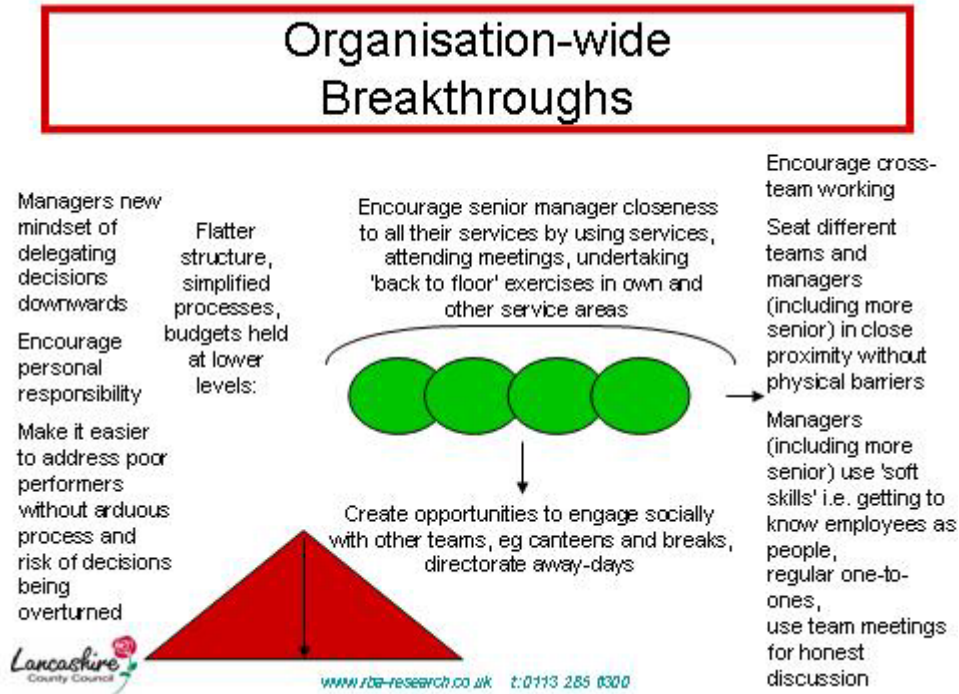 Organisation-wide
Breakthroughs
Managers new
mindset of
delegating
decisions
downwards
Encourage
personal
responsibility
Make it easier
to address poor
performers
without arduous
process and
risk of decisions
being
overturned
Flatter
structure,
simplified
processes,
budgets held
at lower
levels:
Encourage senior manager closeness
to all their services by using services,
attending meetings, undertaking
'back to floor' exercises in own and
other service areas
Create opportunities to engage socially
with other teams, eg canteens and breaks,
directorate away-days
Encourage cross-
team working
Seat different
teams and
managers
(including more
senior) in close
proximity without
physical barriers
Managers
(including more
senior) use 'soft
skills' i.e. getting to
know employees as
people,
regular one-to-
ones,
use team meetings
for honest
discussion
Lancashire
County Council
www.rba-research.co.uk t:0113 285 6300